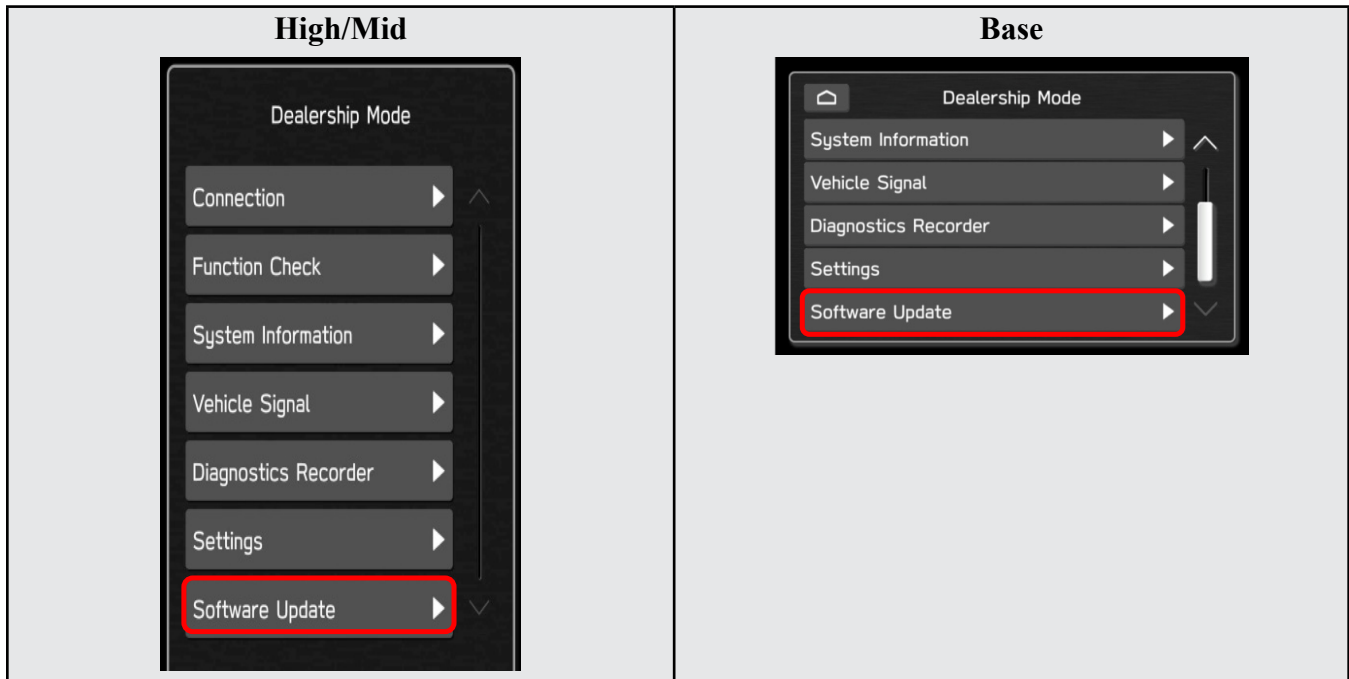 High/Mid
Dealership Mode
Connection
Function Check
System Information
Vehicle Signal
Diagnostics Recorder
Settings
Software Update
Base
Dealership Mode
System Information
Vehicle Signal
Diagnostics Recorder
Settings
Software Update